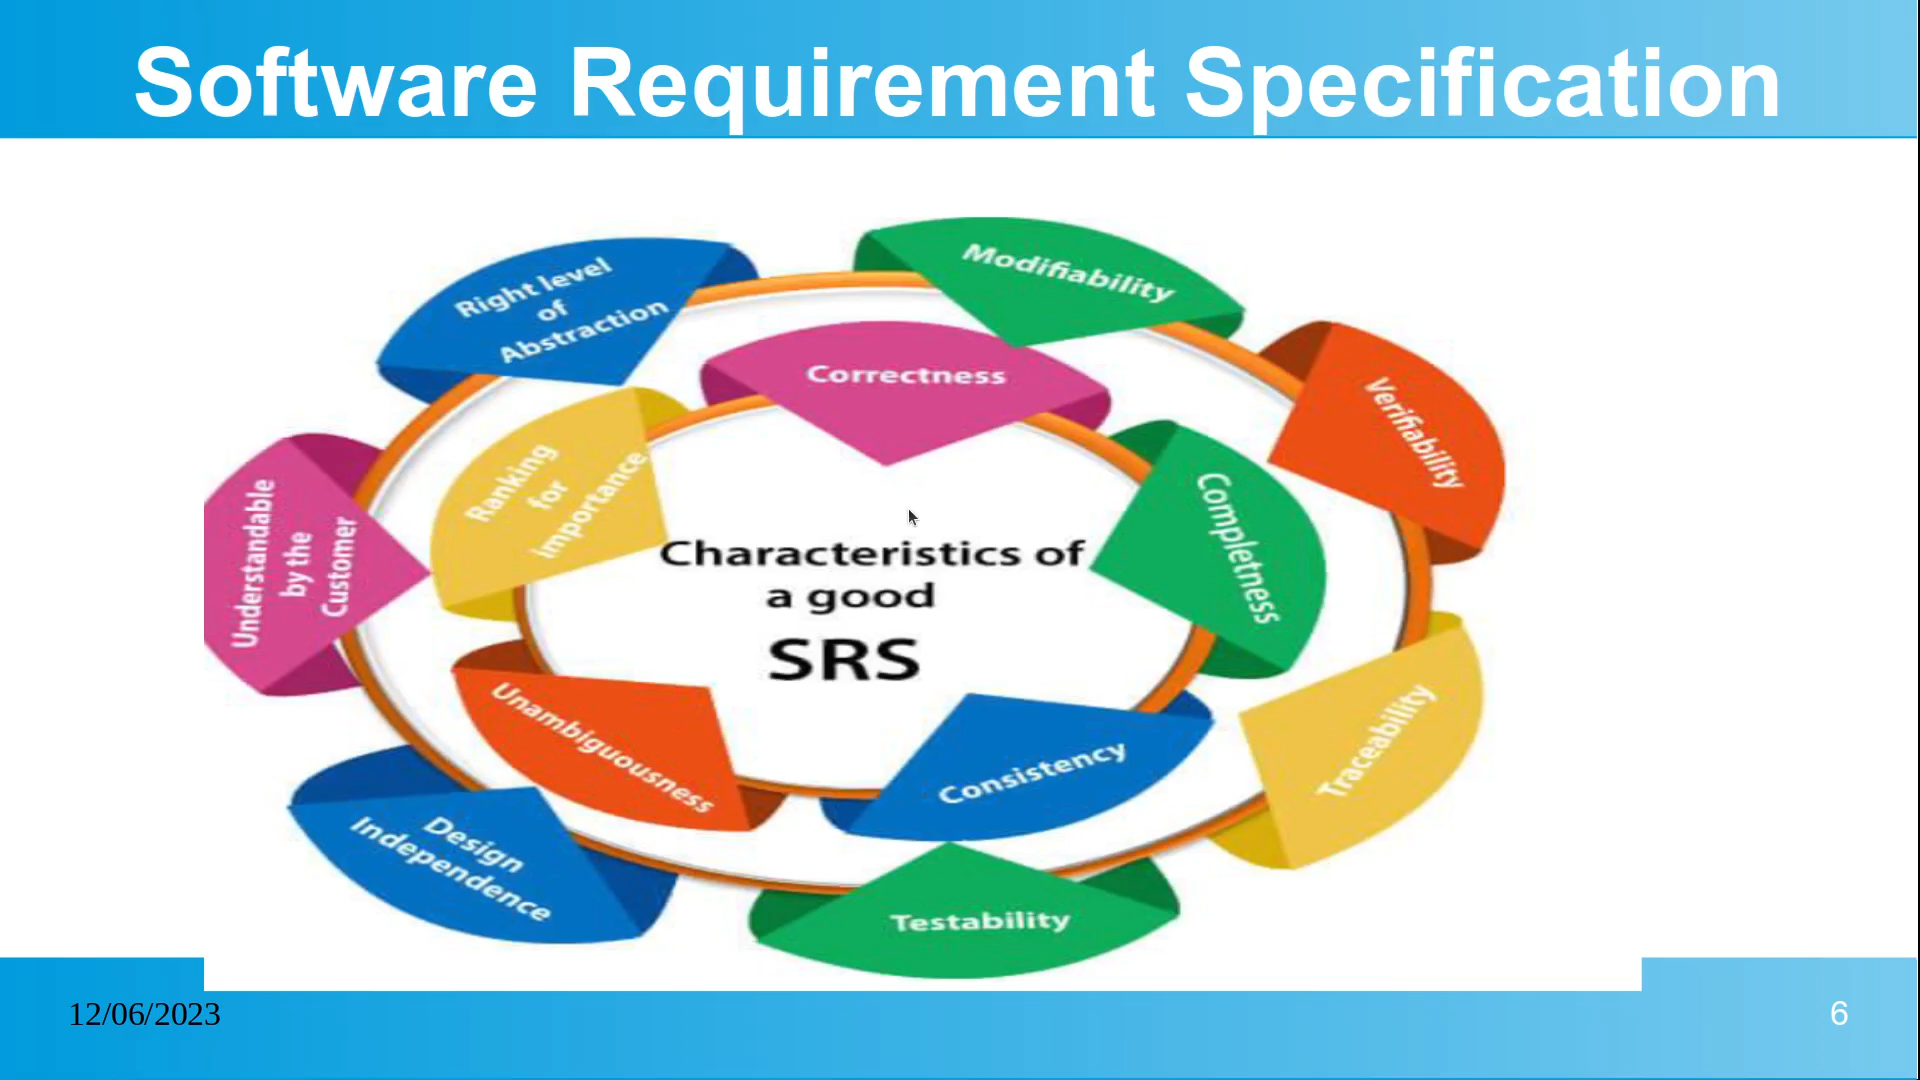 Software Requirement Specification
Right level
of
Abstraction
Modifiability
Correctness
Verifiability
Ranking
for
importance
Completness
Understandable
by the
Customer
Characteristics of
a good
SRS
Unambiguousness
Consistency
Traceability
Design
Independence
Testability
12/06/2023
6